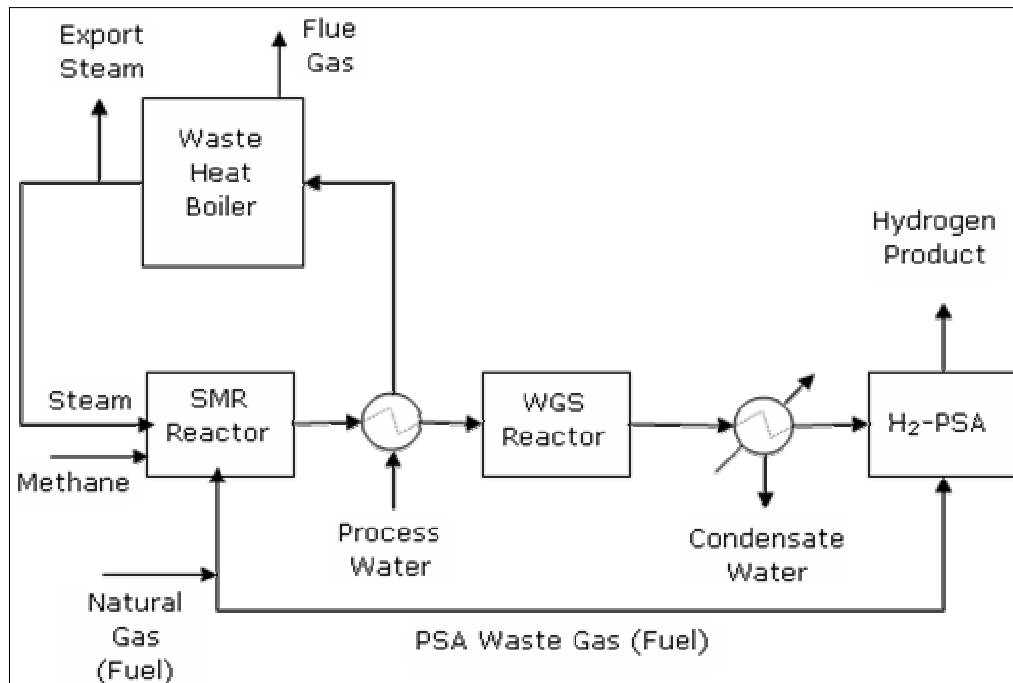 Export
Steam
Flue
Gas
Waste
Heat
Boiler
Hydrogen
Product
Steam
SMR
Reactor
WGS
Reactor
H₂-PSA
Methane
Process
Water
Condensate
Water
Natural
Gas
(Fuel)
PSA Waste Gas (Fuel)